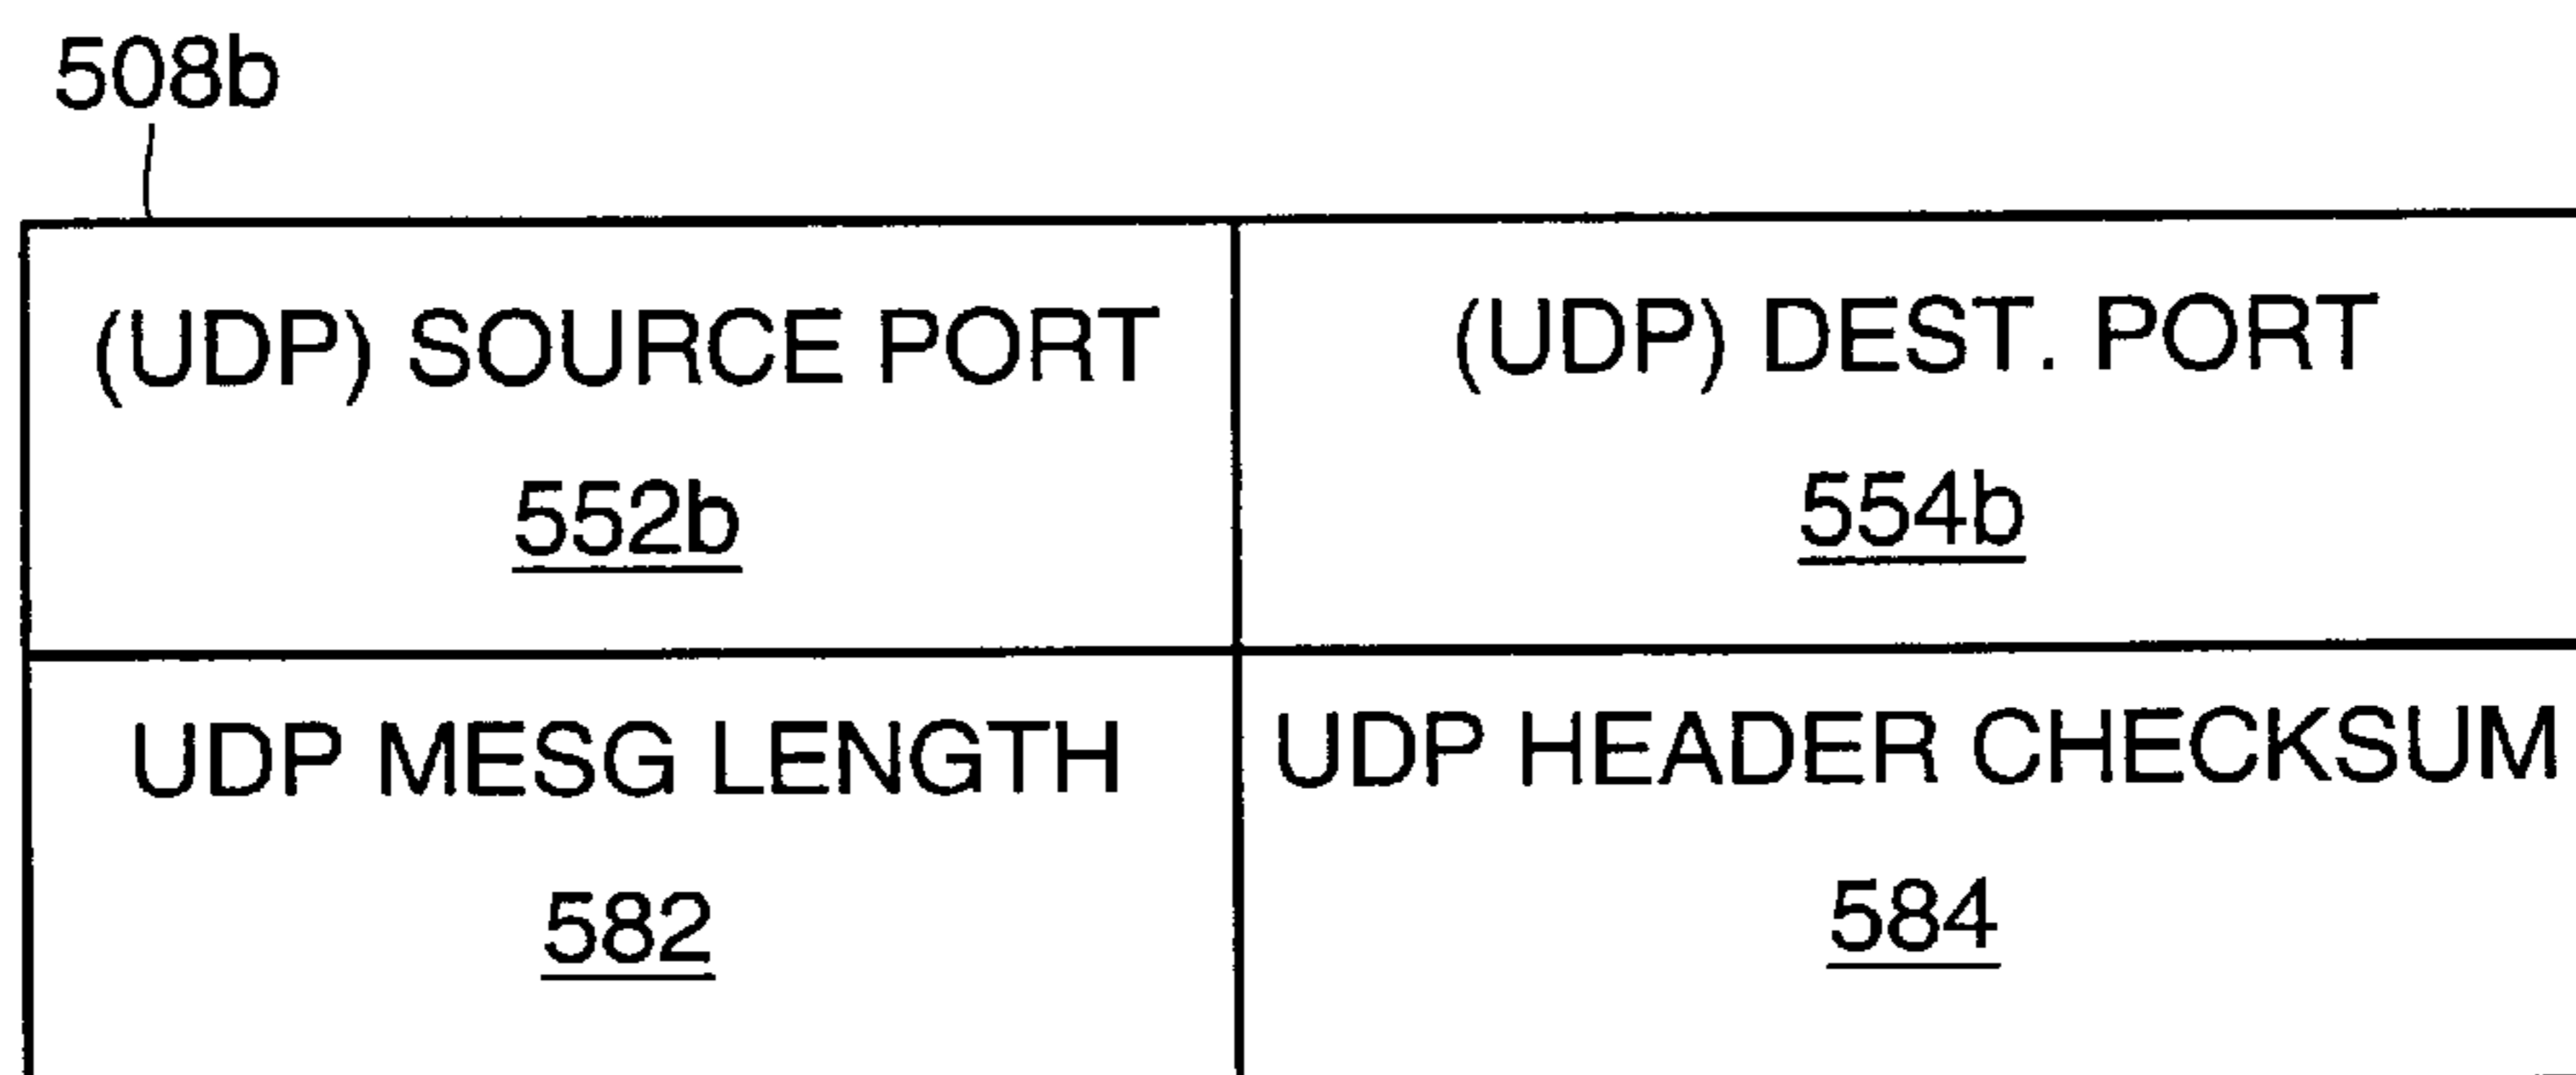 508b
(UDP) SOURCE PORT
552b
(UDP) DEST. PORT
554b
UDP MESG LENGTH
582
UDP HEADER CHECKSUM
584